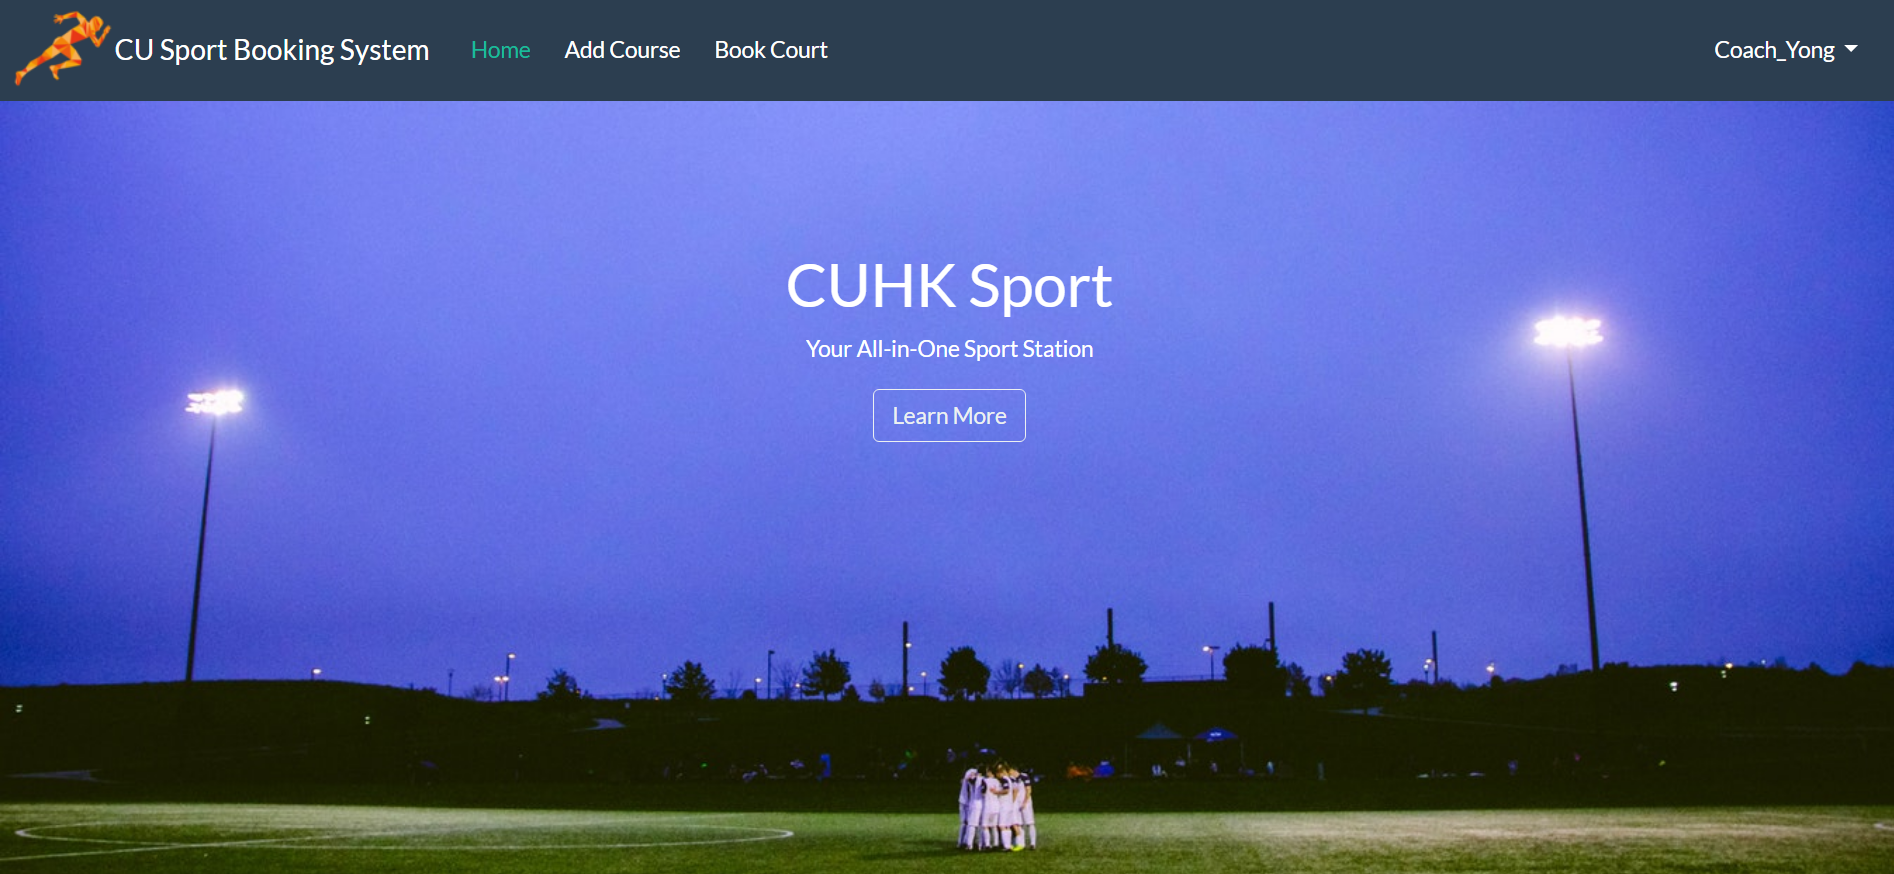 CU Sport Booking System Home Add Course Book Court Coach_Yong
CUHK Sport
Your All-in-One Sport Station
Learn More